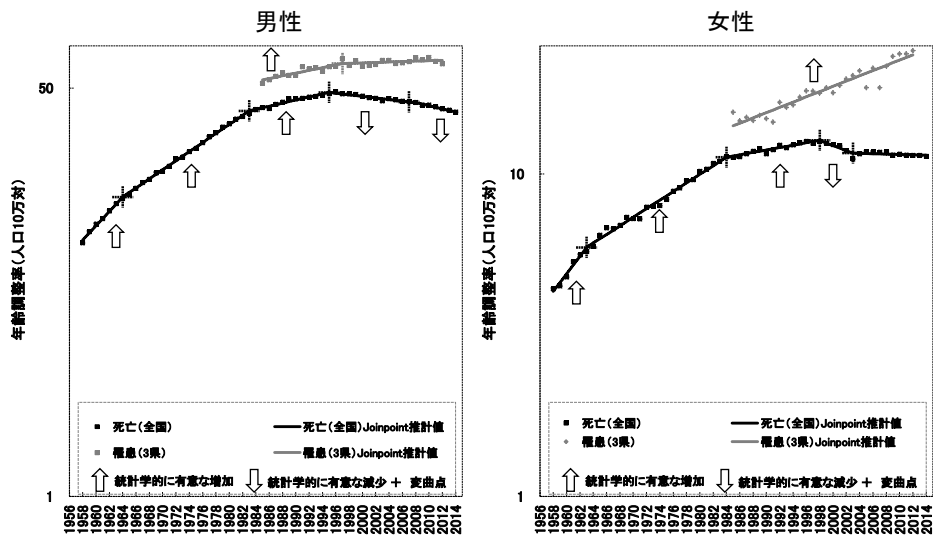 男性
年齢調整率(人口10万対)
50
1
死亡(全国)
死亡(全国)Joinpoint推計値
罹患(3県)
罹患(3県)Joinpoint推計値
統計学的に有意な増加
統計学的に有意な減少
変曲点
1956 1958 1960 1962 1964 1966 1968 1970 1972 1974 1976 1978 1980 1982 1984 1986 1988 1990 1992 1994 1996 1998 2000 2002 2004 2006 2008 2010 2012 2014
女性
年齢調整率(人口10万対)
10
1
死亡(全国)
死亡(全国)Joinpoint推計値
罹患(3県)
罹患(3県)Joinpoint推計値
統計学的に有意な増加
統計学的に有意な減少
変曲点
1956 1958 1960 1962 1964 1966 1968 1970 1972 1974 1976 1978 1980 1982 1984 1986 1988 1990 1992 1994 1996 1998 2000 2002 2004 2006 2008 2010 2012 2014